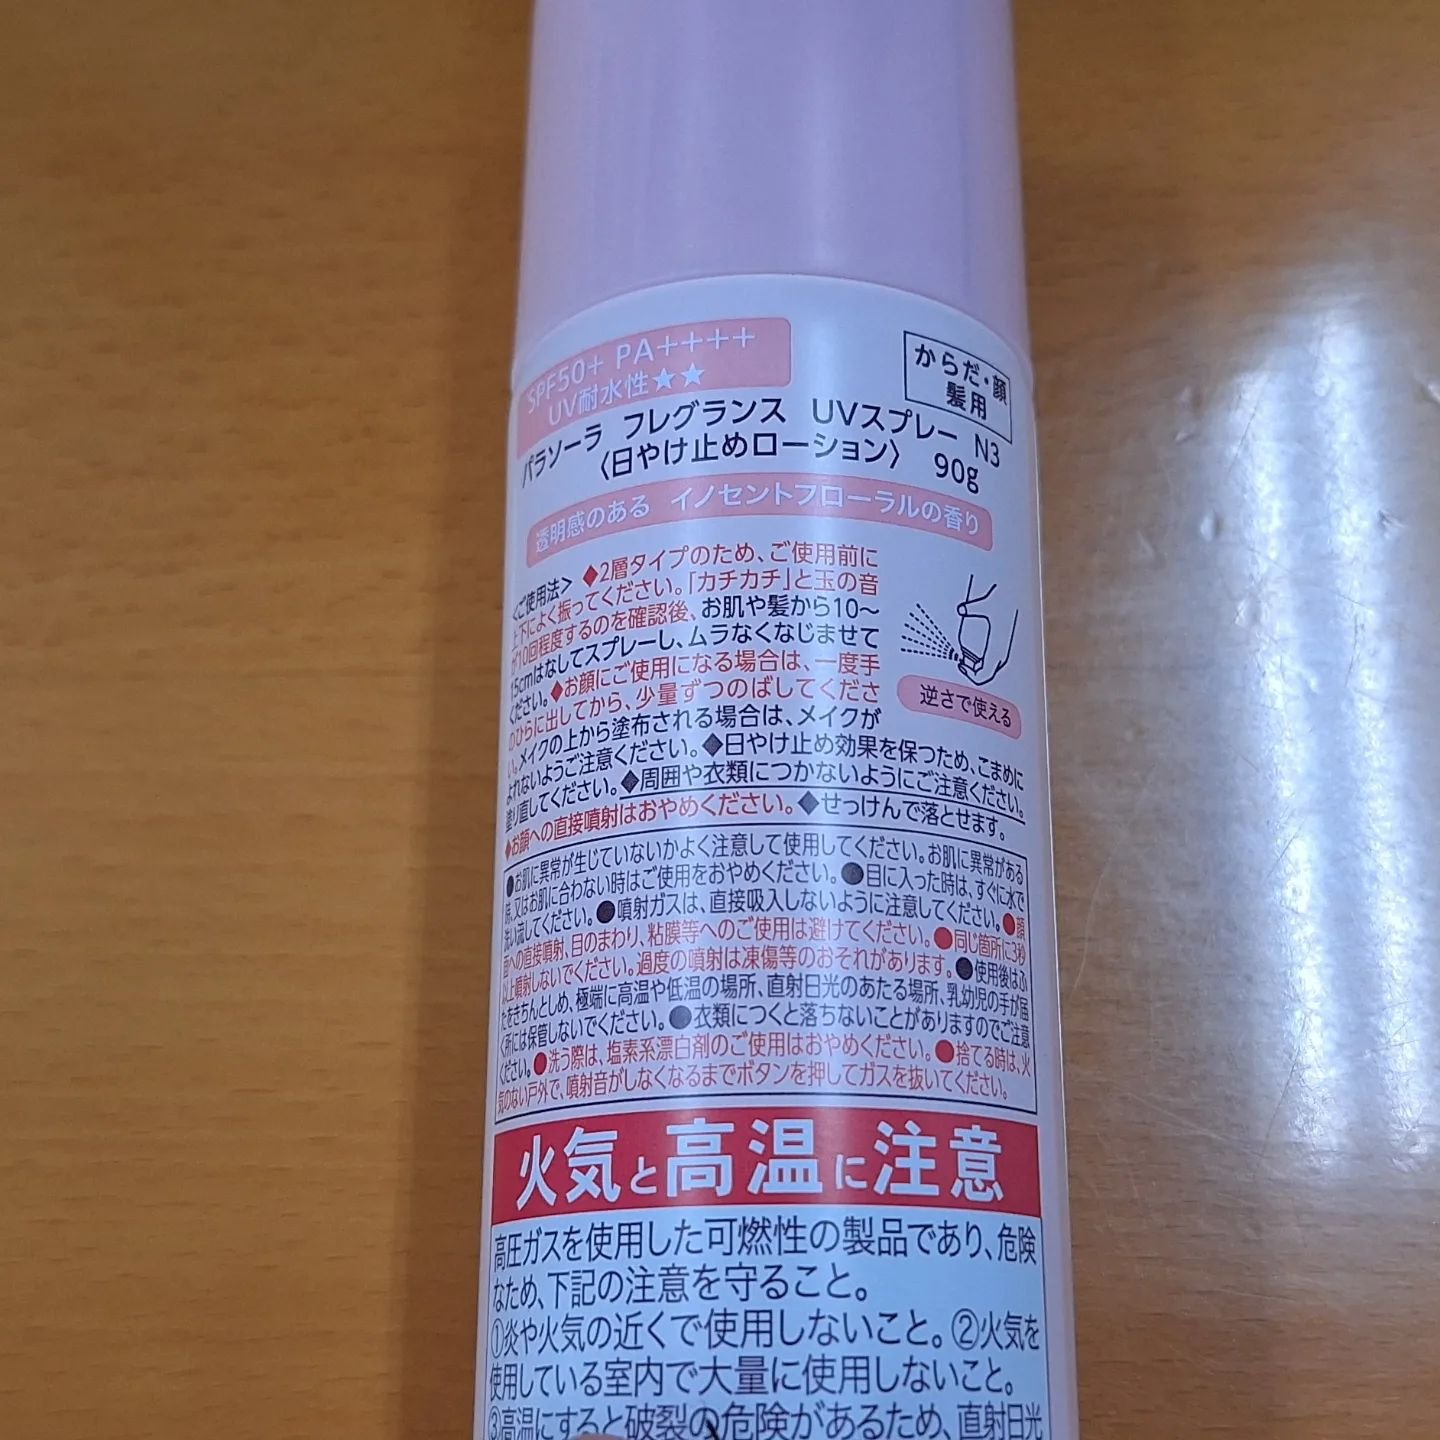 SPF50+ PA++++
UV耐水性★★
からだ・顔
髪用
パラソーラ フレグランス UVスプレー N3
〈日やけ止めローション〉 90g
透明感のある イノセントフローラルの香り
<ご使用法> ◆2層タイプのため、ご使用前に
上下によく振ってください。「カチカチ」と玉の音
が10回程度するのを確認後、お肌や髪から10～
15cmはなしてスプレーし、ムラなくなじませて
ください。◆お顔にご使用になる場合は、一度手
のひらに出してから、少量ずつのばしてくださ
い。メイクの上から塗布される場合は、メイクが
よれないようご注意ください。◆日やけ止め効果を保つため、こまめに
塗り直してください。◆周囲や衣類につかないようにご注意ください。
◆お顔への直接噴射はおやめください。◆せっけんで落とせます。
逆さで使える
●お肌に異常が生じていないかよく注意して使用してください。お肌に異常がある
時、又はお肌に合わない時はご使用をおやめください。●目に入った時は、すぐに水で
洗い流してください。●噴射ガスは、直接吸入しないように注意してください。●顔
面への直接噴射、目のまわり、粘膜等へのご使用は避けてください。●同じ箇所に3秒
以上噴射しないでください。過度の噴射は凍傷等のおそれがあります。●使用後はふ
たをきちんとしめ、極端に高温や低温の場所、直射日光のあたる場所、乳幼児の手が届
く所には保管しないでください。●衣類につくと落ちないことがありますのでご注意
ください。●洗う際は、塩素系漂白剤のご使用はおやめください。●捨てる時は、火
気のない戸外で、噴射音がしなくなるまでボタンを押してガスを抜いてください。
火気と高温に注意
高圧ガスを使用した可燃性の製品であり、危険
なため、下記の注意を守ること。
①炎や火気の近くで使用しないこと。②火気を
使用している室内で大量に使用しないこと。
③高温にすると破裂の危険があるため、直射日光